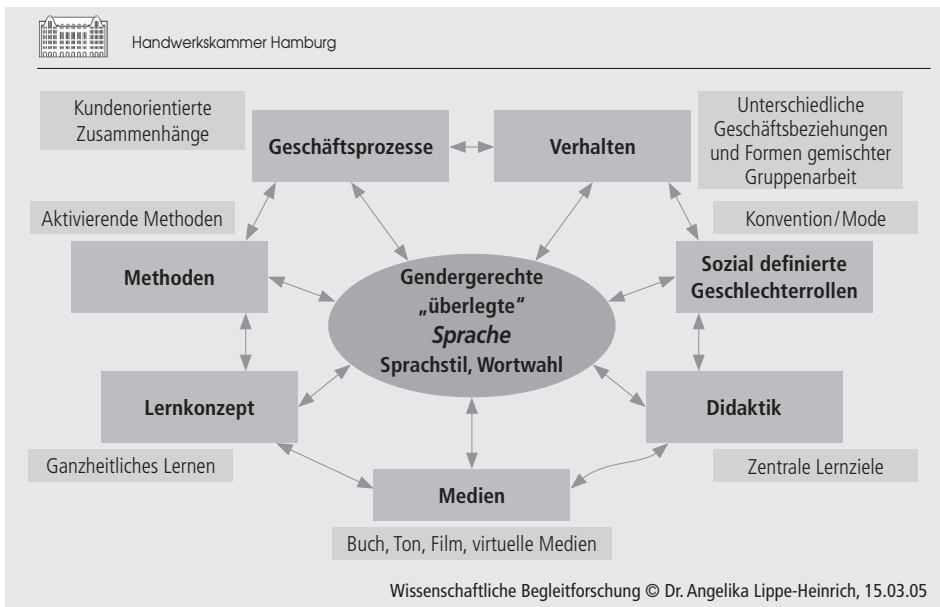 Handwerkskammer Hamburg
Kundenorientierte
Zusammenhänge
Geschäftsprozesse
Verhalten
Unterschiedliche
Geschäftsbeziehungen
und Formen gemischter
Gruppenarbeit
Aktivierende Methoden
Konvention/Mode
Methoden
Gendergerechte
„überlegte“
Sprache
Sprachstil, Wortwahl
Sozial definierte
Geschlechterrollen
Lernkonzept
Didaktik
Ganzheitliches Lernen
Medien
Zentrale Lernziele
Buch, Ton, Film, virtuelle Medien
Wissenschaftliche Begleitforschung © Dr. Angelika Lippe-Heinrich, 15.03.05